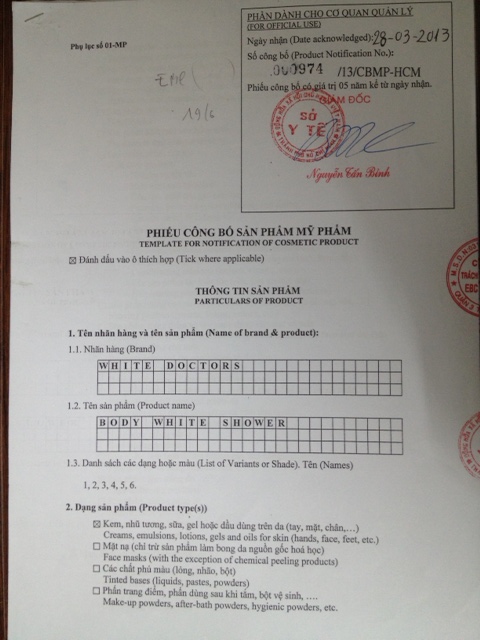 Phụ lục số 01-MP
PHẦN DÀNH CHO CƠ QUAN QUẢN LÝ
(FOR OFFICIAL USE)
Ngày nhận (Date acknowledged): 28-03-2013
Số công bố (Product Notification No.):
000974 /13/CBMP-HCM
Phiếu công bố có giá trị 05 năm kể từ ngày nhận.
GIÁM ĐỐC
SỞ
Y TẾ
Nguyễn Tấn Bỉnh
19/6
PHIẾU CÔNG BỐ SẢN PHẨM MỸ PHẨM
TEMPLATE FOR NOTIFICATION OF COSMETIC PRODUCT
☒ Đánh dấu vào ô thích hợp (Tick where applicable)
THÔNG TIN SẢN PHẨM
PARTICULARS OF PRODUCT
1. Tên nhãn hàng và tên sản phẩm (Name of brand & product):
1.1. Nhãn hàng (Brand)
WHITE DOCTORS
1.2. Tên sản phẩm (Product name)
BODY WHITE SHOWER
1.3. Danh sách các dạng hoặc màu (List of Variants or Shade). Tên (Names)
1, 2, 3, 4, 5, 6.
2. Dạng sản phẩm (Product type(s))
☒ Kem, nhũ tương, sữa, gel hoặc dầu dùng trên da (tay, mặt, chân,…)
Creams, emulsions, lotions, gels and oils for skin (hands, face, feet, etc.)
☐ Mặt nạ (chỉ trừ sản phẩm làm bong da nguồn gốc hoá học)
Face masks (with the exception of chemical peeling products)
☐ Các chất phủ màu (lỏng, nhão, bột)
Tinted bases (liquids, pastes, powders)
☐ Phấn trang điểm, phấn dùng sau khi tắm, bột vệ sinh, ….
Make-up powders, after-bath powders, hygienic powders, etc.